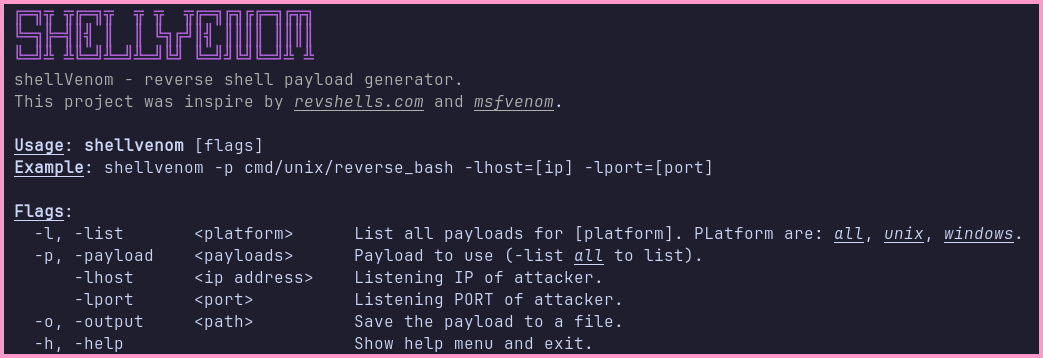 SHELLVENOM
shellVenom - reverse shell payload generator.
This project was inspire by revshells.com and msfvenom.
Usage: shellvenom [flags]
Example: shellvenom -p cmd/unix/reverse_bash -lhost=[ip] -lport=[port]
Flags:
-l, -list <platform> List all payloads for [platform]. PLatform are: all, unix, windows.
-p, -payload <payloads> Payload to use (-list all to list).
-lhost <ip address> Listening IP of attacker.
-lport <port> Listening PORT of attacker.
-o, -output <path> Save the payload to a file.
-h, -help Show help menu and exit.